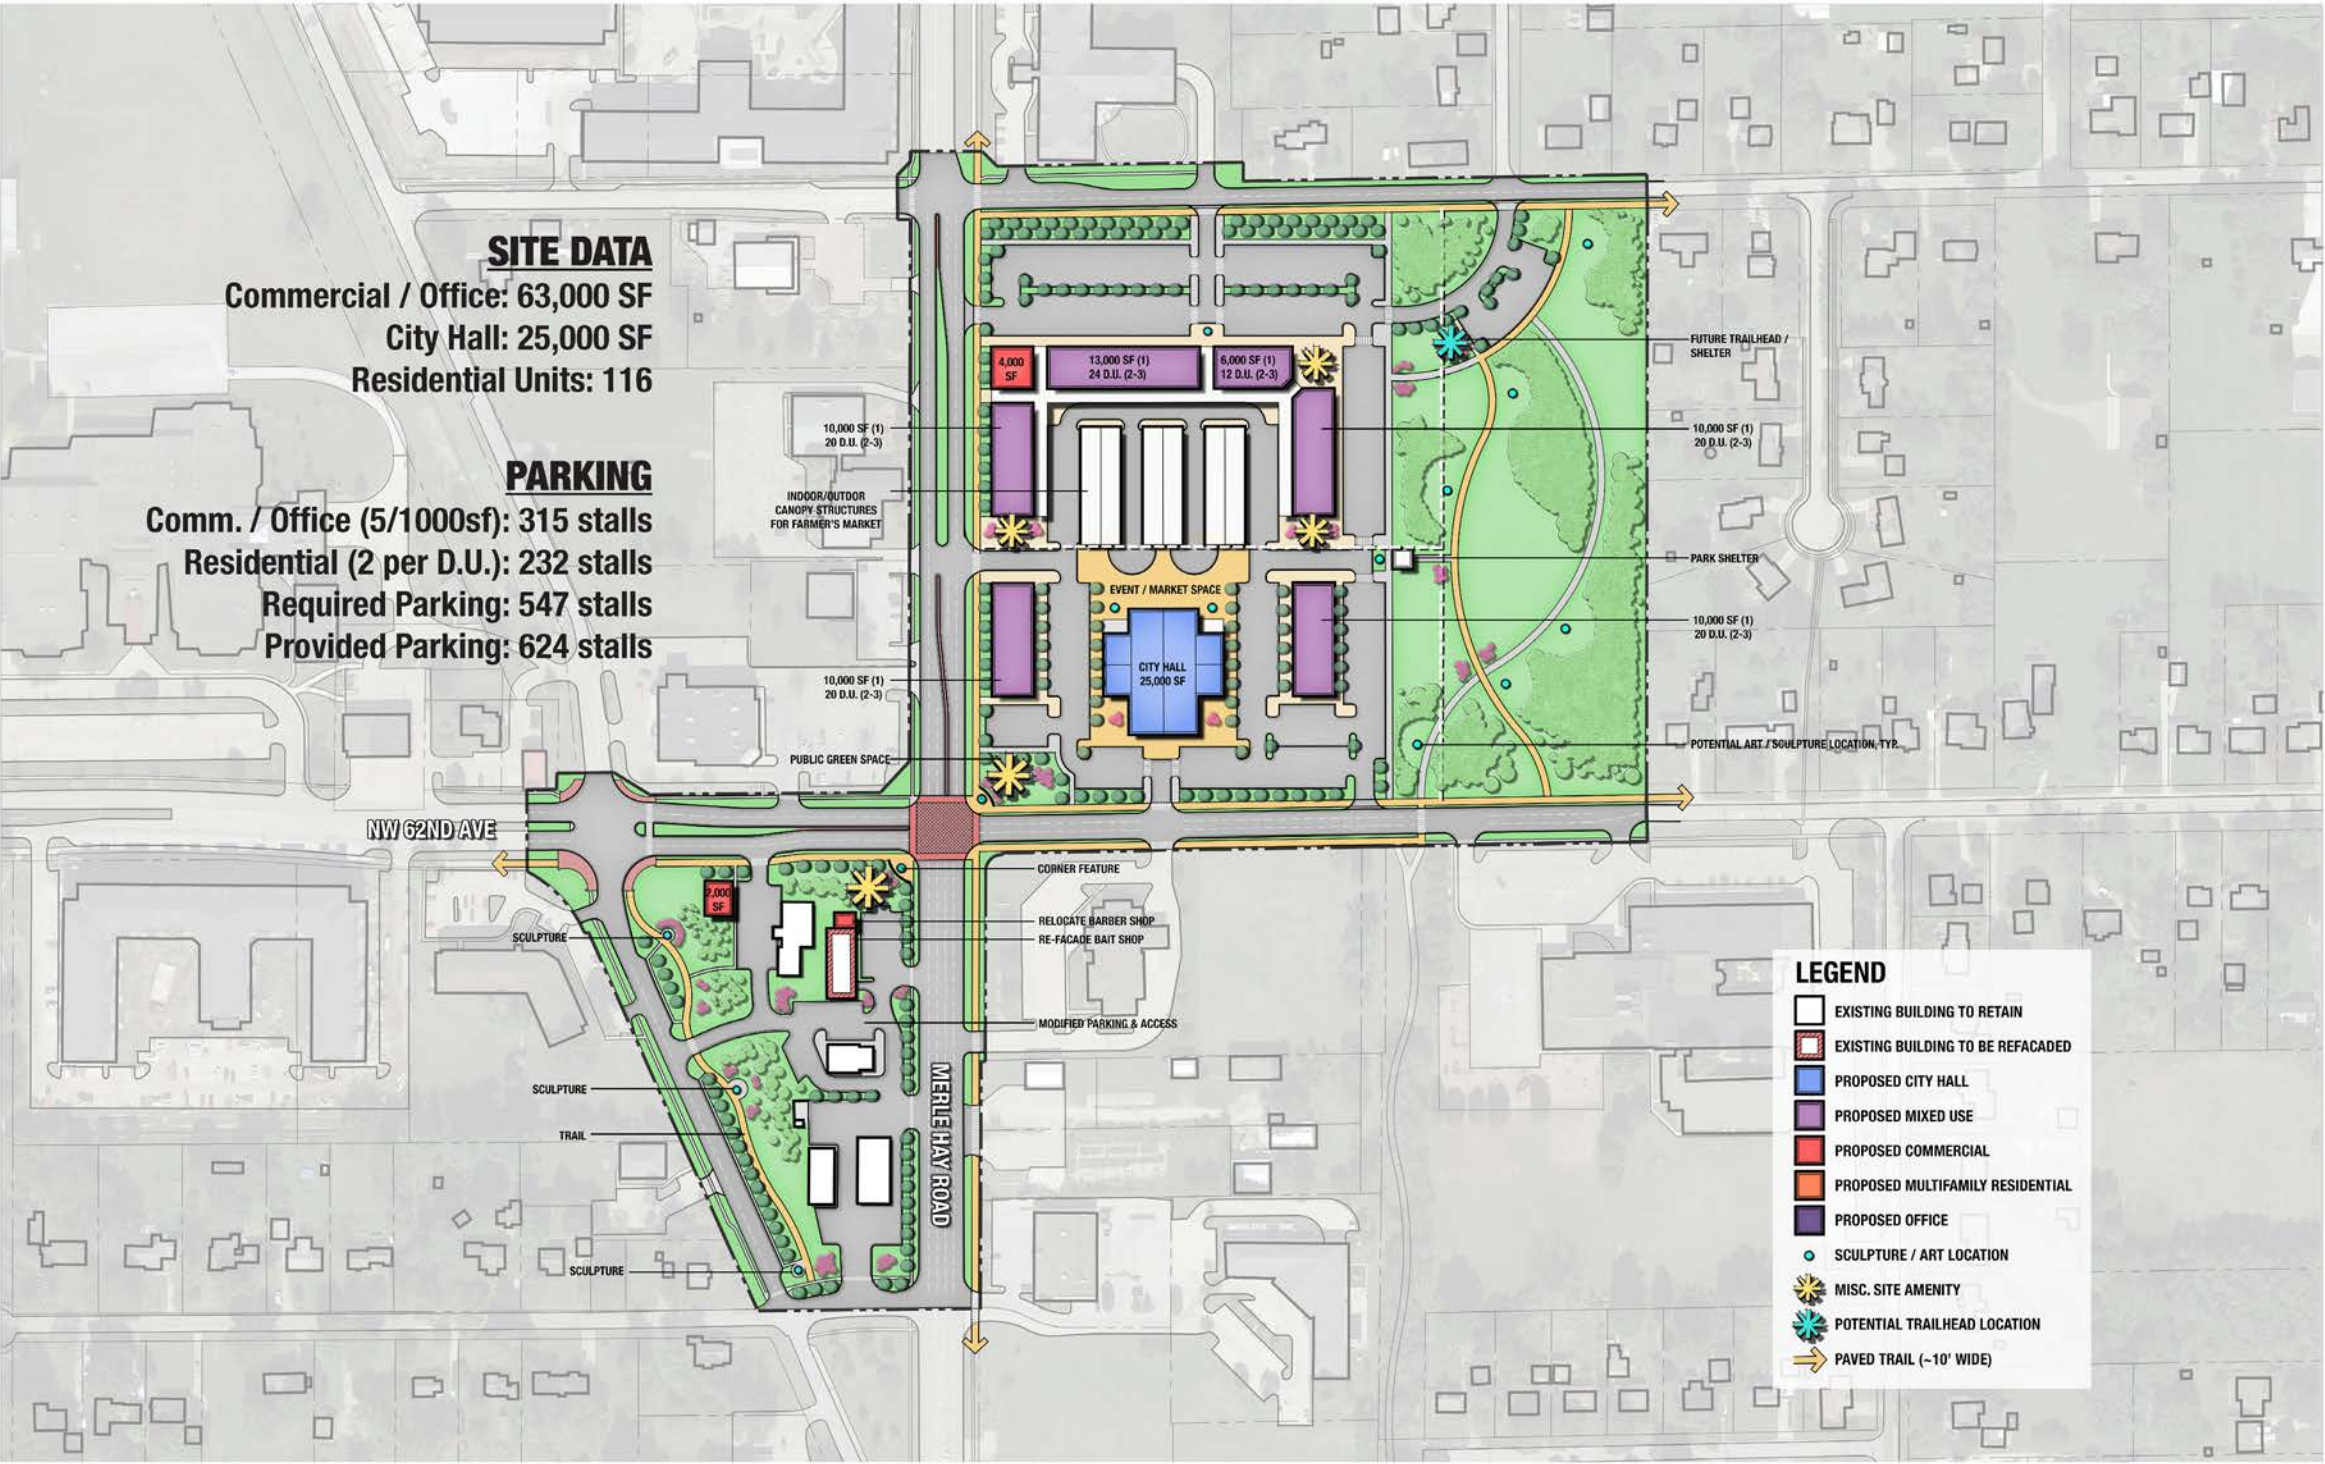 SITE DATA
Commercial / Office: 63,000 SF
City Hall: 25,000 SF
Residential Units: 116
PARKING
Comm. / Office (5/1000sf): 315 stalls
Residential (2 per D.U.): 232 stalls
Required Parking: 547 stalls
Provided Parking: 624 stalls
4,000
SF
13,000 SF (1)
24 D.U. (2-3)
6,000 SF (1)
12 D.U. (2-3)
FUTURE TRAILHEAD /
SHELTER
10,000 SF (1)
20 D.U. (2-3)
10,000 SF (1)
20 D.U. (2-3)
INDOOR/OUTDOOR
CANOPY STRUCTURES
FOR FARMER'S MARKET
PARK SHELTER
EVENT / MARKET SPACE
10,000 SF (1)
20 D.U. (2-3)
CITY HALL
25,000 SF
10,000 SF (1)
20 D.U. (2-3)
POTENTIAL ART / SCULPTURE LOCATION, TYP.
PUBLIC GREEN SPACE
NW 62ND AVE
CORNER FEATURE
2,000
SF
RELOCATE BARBER SHOP
RE-FACADE BAIT SHOP
SCULPTURE
MODIFIED PARKING & ACCESS
SCULPTURE
TRAIL
MERLE HAY ROAD
SCULPTURE
LEGEND
EXISTING BUILDING TO RETAIN
EXISTING BUILDING TO BE REFACADED
PROPOSED CITY HALL
PROPOSED MIXED USE
PROPOSED COMMERCIAL
PROPOSED MULTIFAMILY RESIDENTIAL
PROPOSED OFFICE
SCULPTURE / ART LOCATION
MISC. SITE AMENITY
POTENTIAL TRAILHEAD LOCATION
PAVED TRAIL (~10' WIDE)